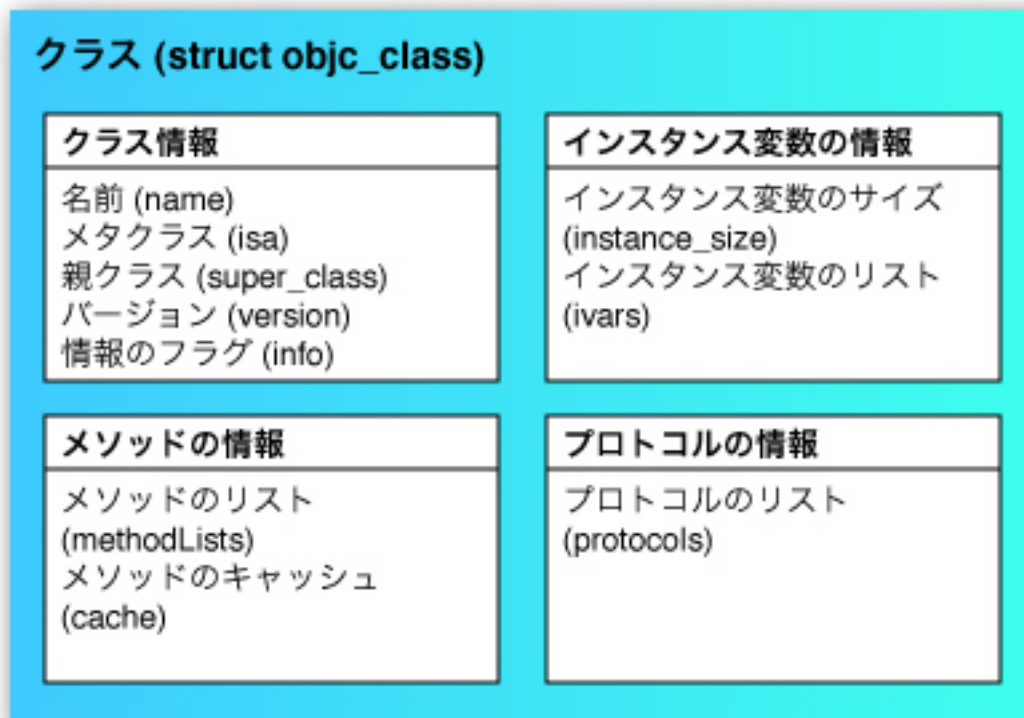 クラス (struct objc_class)
クラス情報
名前 (name)
メタクラス (isa)
親クラス (super_class)
バージョン (version)
情報のフラグ (info)
インスタンス変数の情報
インスタンス変数のサイズ
(instance_size)
インスタンス変数のリスト
(ivars)
メソッドの情報
メソッドのリスト
(methodLists)
メソッドのキャッシュ
(cache)
プロトコルの情報
プロトコルのリスト
(protocols)